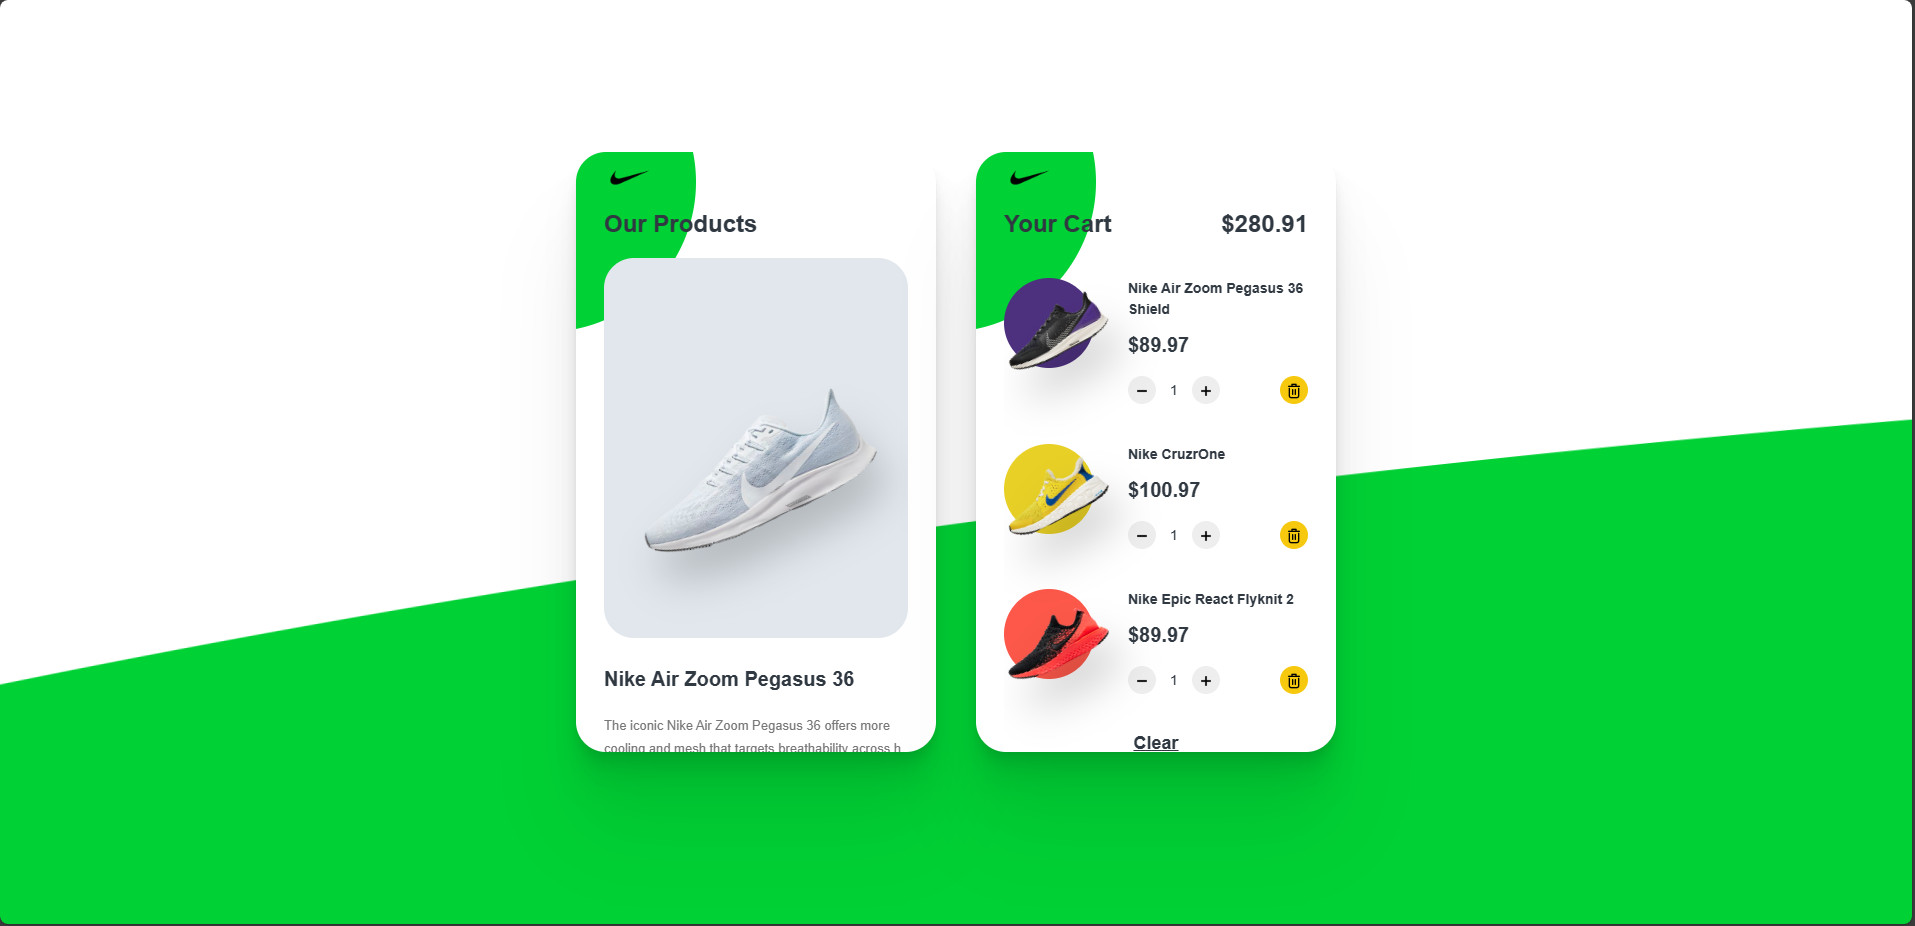 Our Products
Nike Air Zoom Pegasus 36
The iconic Nike Air Zoom Pegasus 36 offers more
cooling and mesh that targets breathability across h
Your Cart
$280.91
Nike Air Zoom Pegasus 36
Shield
$89.97
1
Nike CruzrOne
$100.97
1
Nike Epic React Flyknit 2
$89.97
1
Clear